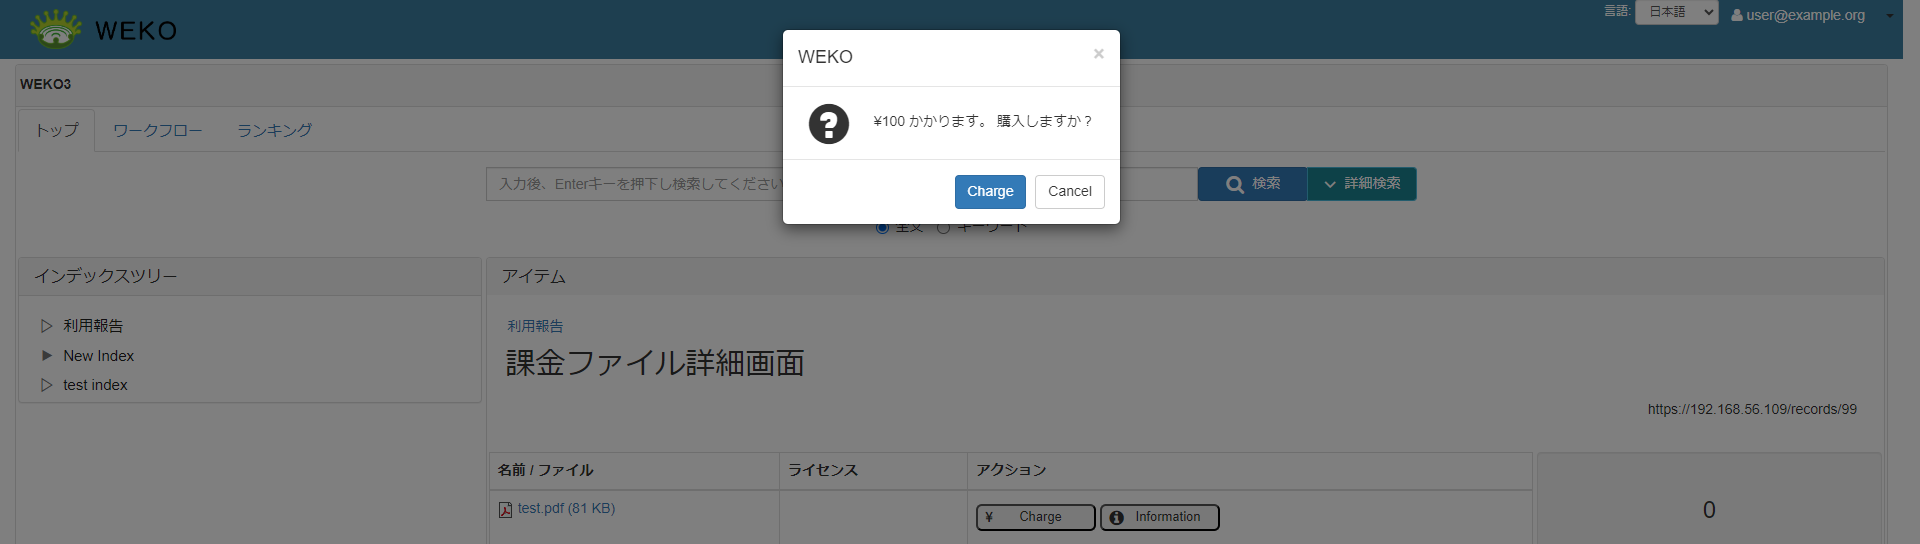 WEKO
言語: 日本語 user@example.org
WEKO ×
WEKO3
¥100 かかります。 購入しますか ?
Charge Cancel
トップ ワークフロー ランキング
入力後、Enterキーを押下し検索してください
検索 詳細検索
全文 キーワード
インデックスツリー
利用報告
New Index
test index
アイテム
利用報告
課金ファイル詳細画面
https://192.168.56.109/records/99
名前 / ファイル ライセンス アクション
test.pdf (81 KB) ¥ Charge Information
0